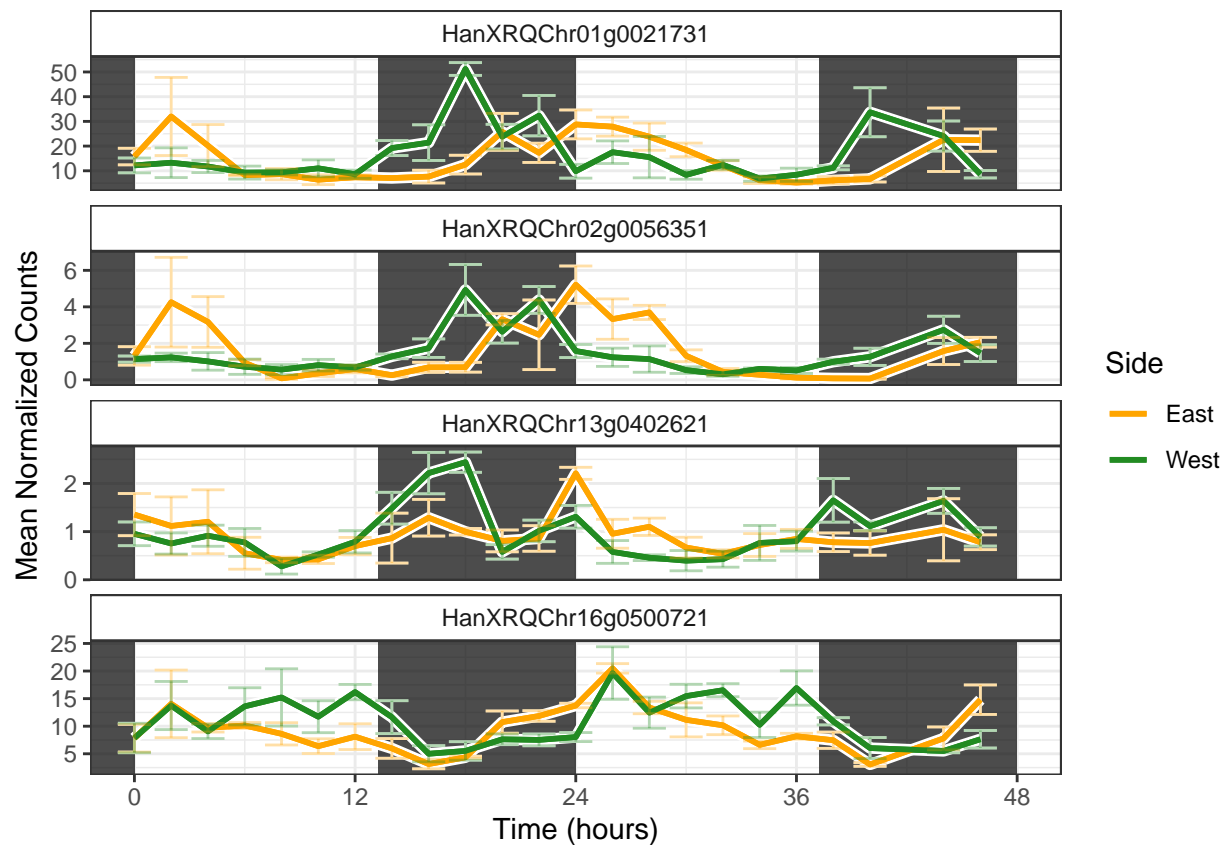 HanXRQChr01g0021731
50
40
30
20
10
HanXRQChr02g0056351
6
4
2
0
HanXRQChr13g0402621
2
1
0
HanXRQChr16g0500721
25
20
15
10
5
0 12 24 36 48
Time (hours)
Mean Normalized Counts
Side
East
West